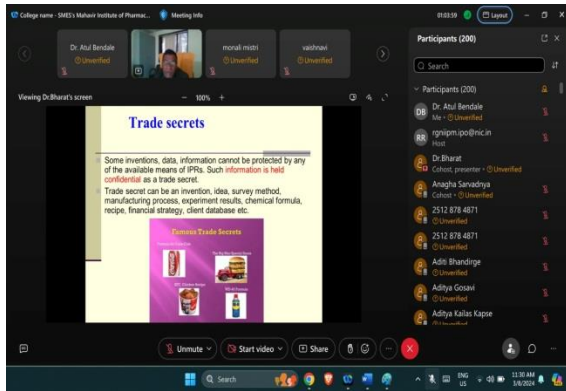 College name - SMES's Mahavir Institute of Pharmac...
Meeting Info
01:03:59
Layout
Dr. Atul Bendale
Unverified
monali mistri
Unverified
vaishnavi
Unverified
Viewing Dr.Bharat's screen
100%
Trade secrets
Some inventions, data, information cannot be protected by any
of the available means of IPRs. Such information is held
confidential as a trade secret.
Trade secret can be an invention, idea, survey method,
manufacturing process, experiment results, chemical formula,
recipe, financial strategy, client database etc.
Famous Trade Secrets
Participants (200)
Search
Participants (200)
DB
Dr. Atul Bendale
Me • Unverified
RR
rgniipm.ipo@nic.in
Host
Dr.Bharat
Cohost, presenter • Unverified
Anagha Sarvadnya
Cohost • Unverified
2512 878 4871
Unverified
2512 878 4871
Unverified
Aditi Bhandirge
Unverified
Aditya Gosavi
Unverified
Aditya Kailas Kapse
Unmute
Start video
Share
Search
ENG
US
11:30 AM
3/8/2024